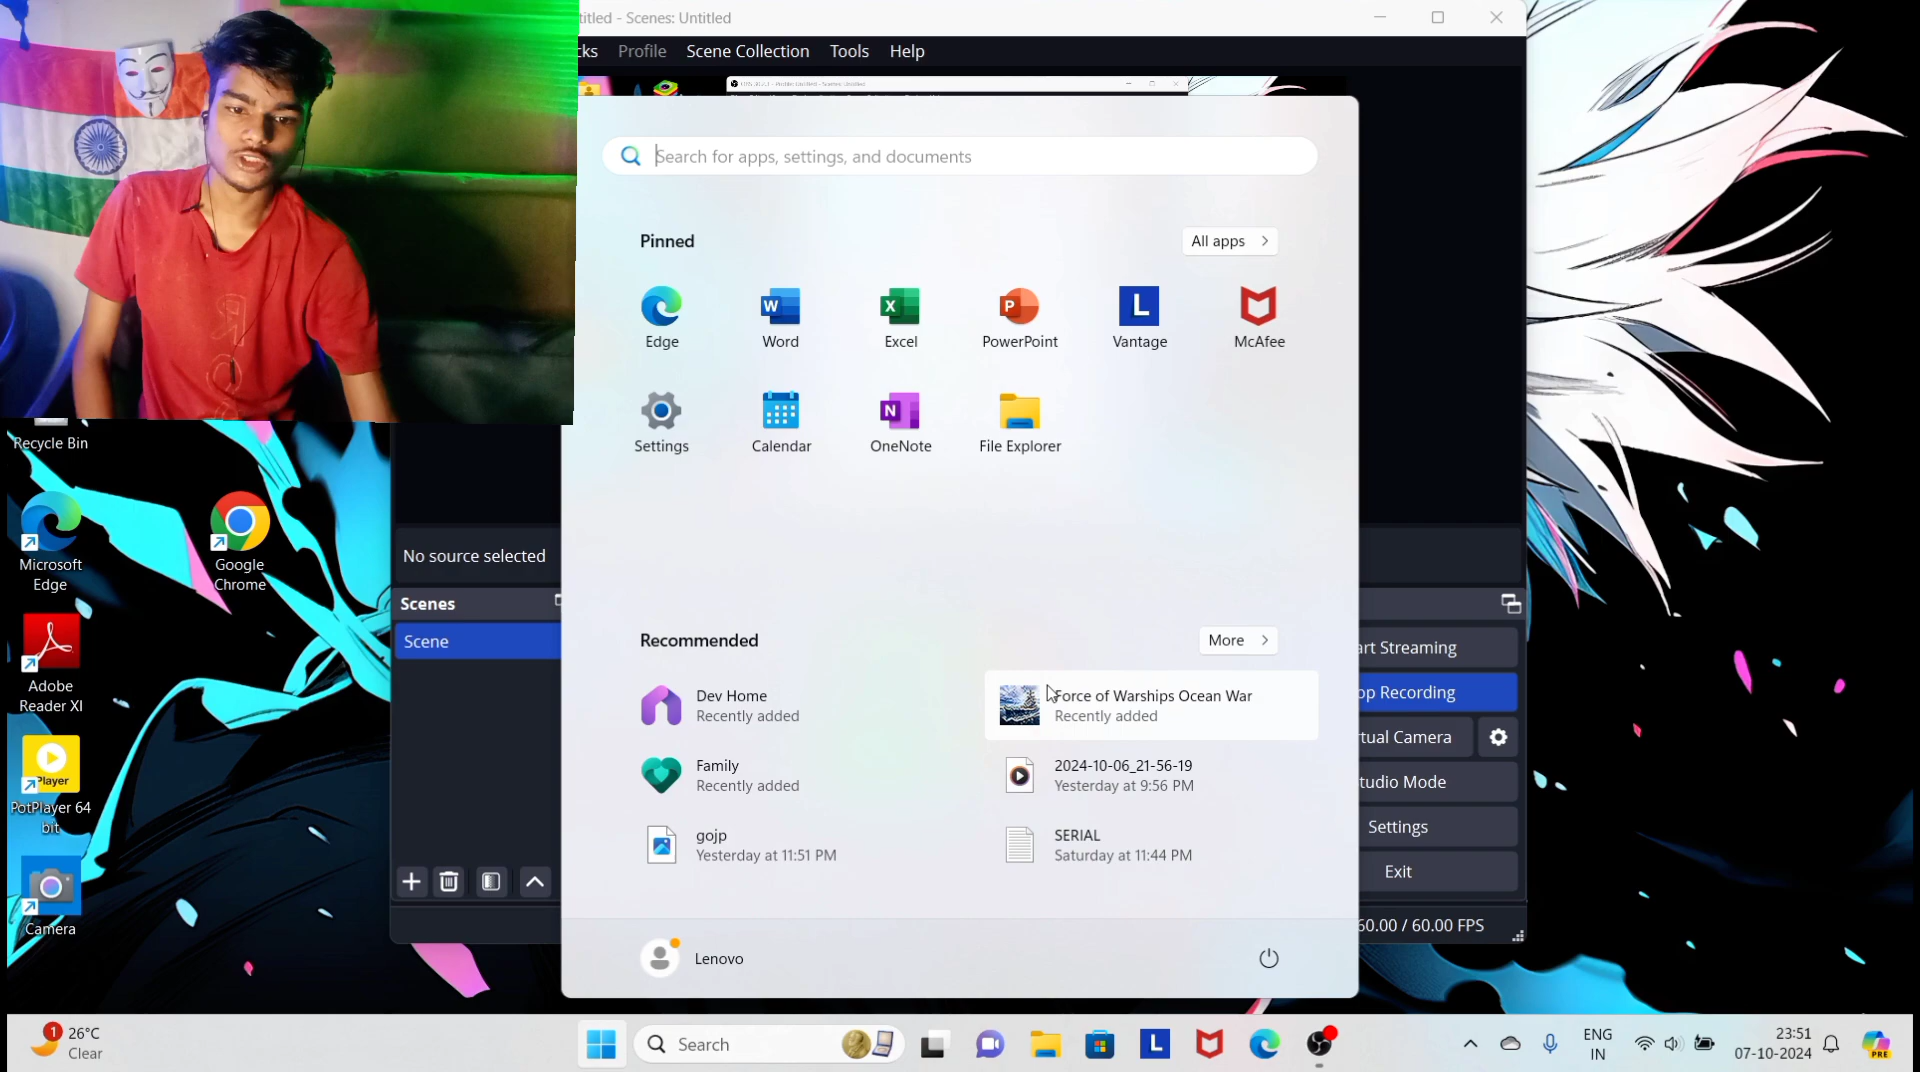 titled - Scenes: Untitled
cks Profile Scene Collection Tools Help
Search for apps, settings, and documents
Pinned
All apps
Edge
Word
Excel
PowerPoint
Vantage
McAfee
Settings
Calendar
OneNote
File Explorer
Recommended
More
Dev Home
Recently added
Force of Warships Ocean War
Recently added
Family
Recently added
2024-10-06_21-56-19
Yesterday at 9:56 PM
gojp
Yesterday at 11:51 PM
SERIAL
Saturday at 11:44 PM
Lenovo
Recycle Bin
Microsoft
Edge
Google
Chrome
Adobe
Reader XI
Player
PotPlayer 64
bit
Camera
No source selected
Scenes
Scene
art Streaming
op Recording
rtual Camera
tudio Mode
Settings
Exit
60.00 / 60.00 FPS
1
26°C
Clear
Search
ENG
IN
23:51
07-10-2024
PRE